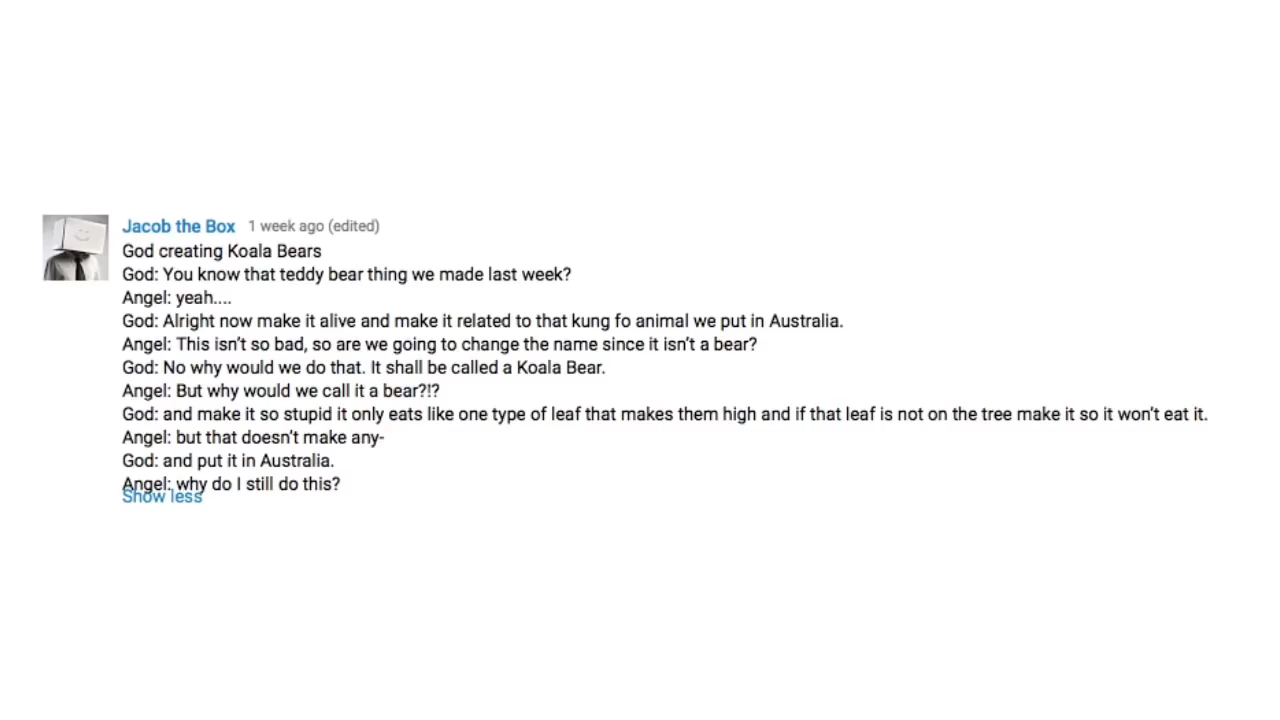 Jacob the Box 1 week ago (edited)
God creating Koala Bears
God: You know that teddy bear thing we made last week?
Angel: yeah....
God: Alright now make it alive and make it related to that kung fo animal we put in Australia.
Angel: This isn't so bad, so are we going to change the name since it isn't a bear?
God: No why would we do that. It shall be called a Koala Bear.
Angel: But why would we call it a bear?!?
God: and make it so stupid it only eats like one type of leaf that makes them high and if that leaf is not on the tree make it so it won't eat it.
Angel: but that doesn't make any-
God: and put it in Australia.
Angel: why do I still do this?
Show less